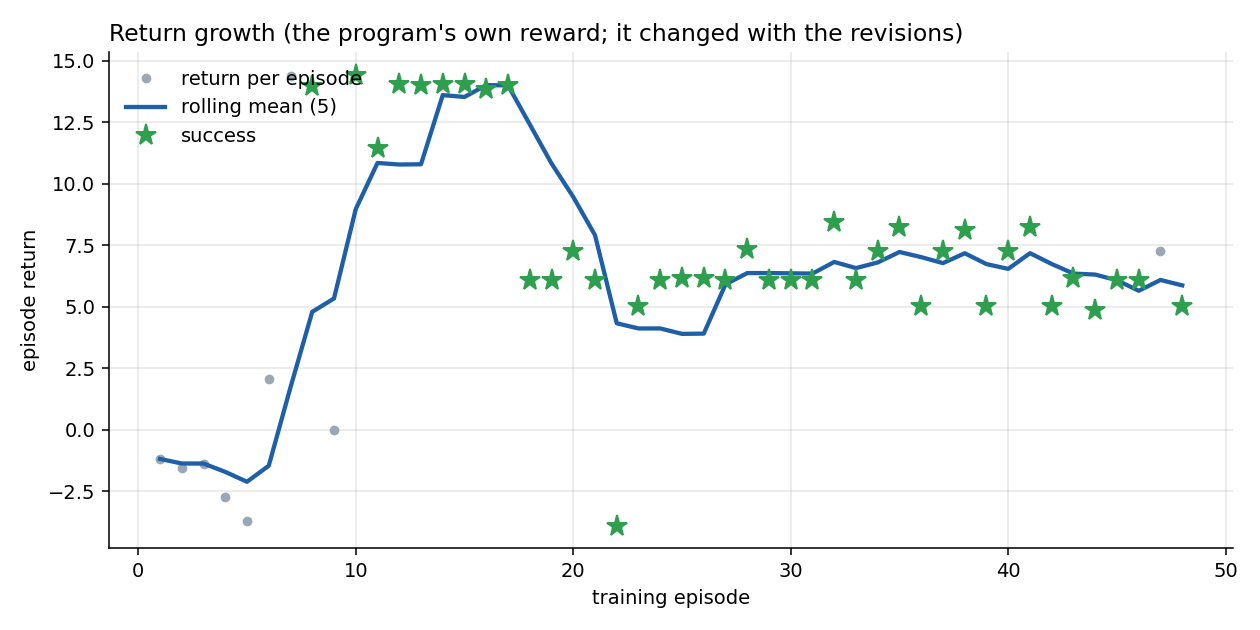 Return growth (the program's own reward; it changed with the revisions)
15.0
12.5
10.0
7.5
5.0
2.5
0.0
−2.5
episode return
return per episode
rolling mean (5)
success
0 10 20 30 40 50
training episode